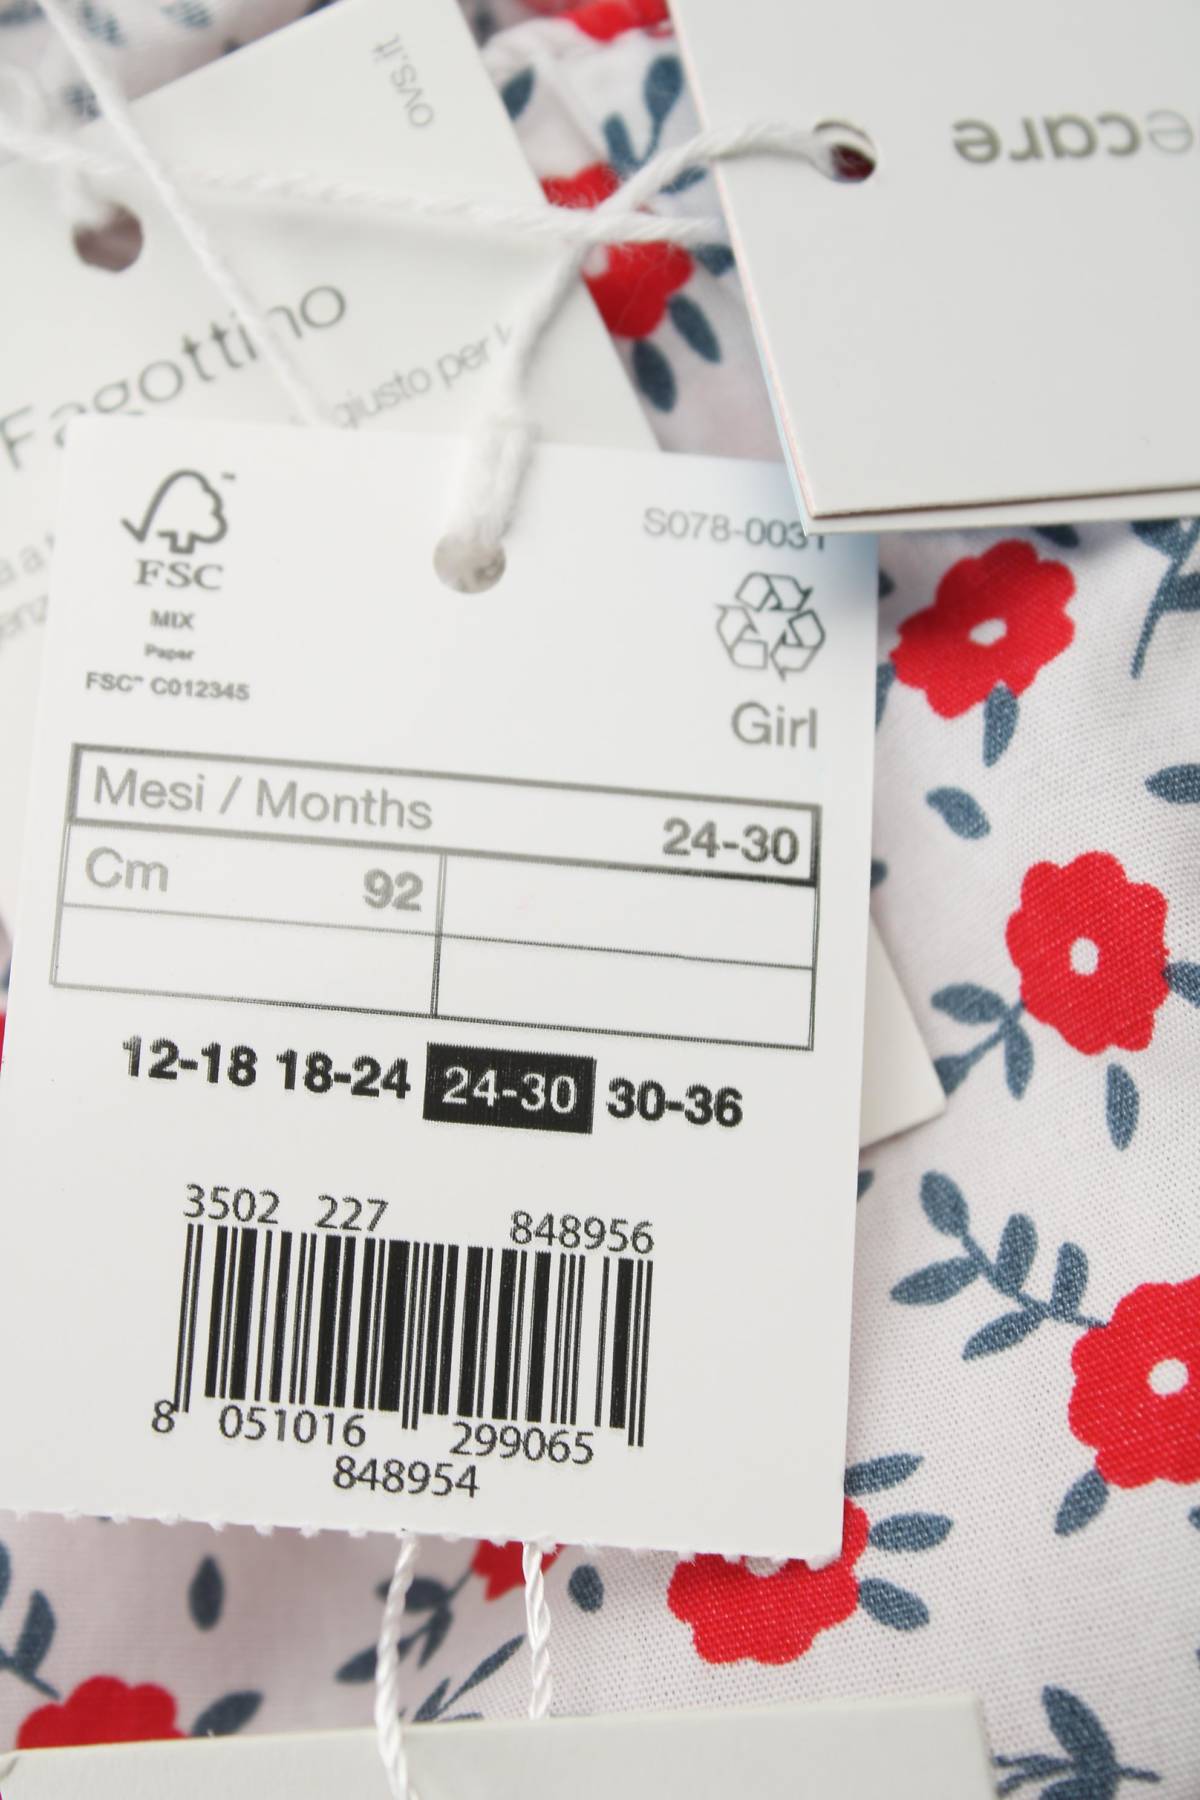 ovs.it
ecare
Fagottino
giusto per l
S078-0031
FSC
MIX
Paper
FSC™ C012345
Girl
Mesi / Months 24-30
Cm 92
12-18 18-24 24-30 30-36
3502 227 848956
8 051016 299065
848954